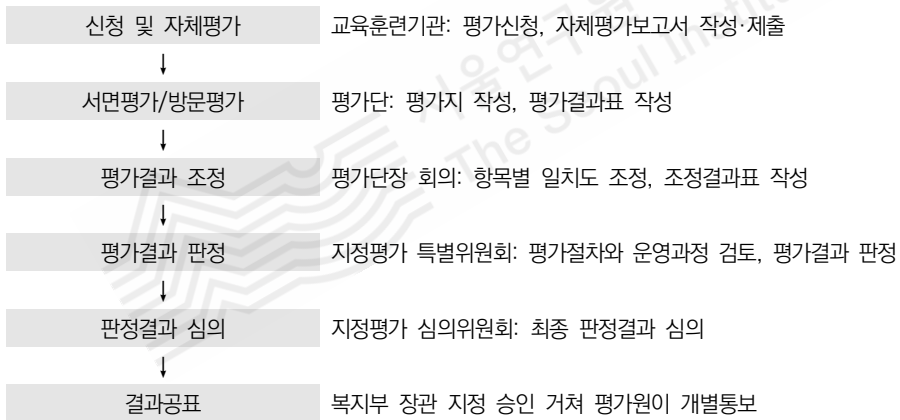 신청 및 자체평가 교육훈련기관: 평가신청, 자체평가보고서 작성·제출
↓
서면평가/방문평가 평가단: 평가지 작성, 평가결과표 작성
↓
평가결과 조정 평가단장 회의: 항목별 일치도 조정, 조정결과표 작성
↓
평가결과 판정 지정평가 특별위원회: 평가절차와 운영과정 검토, 평가결과 판정
↓
판정결과 심의 지정평가 심의위원회: 최종 판정결과 심의
↓
결과공표 복지부 장관 지정 승인 거쳐 평가원이 개별통보
서울연구원
The Seoul Institute